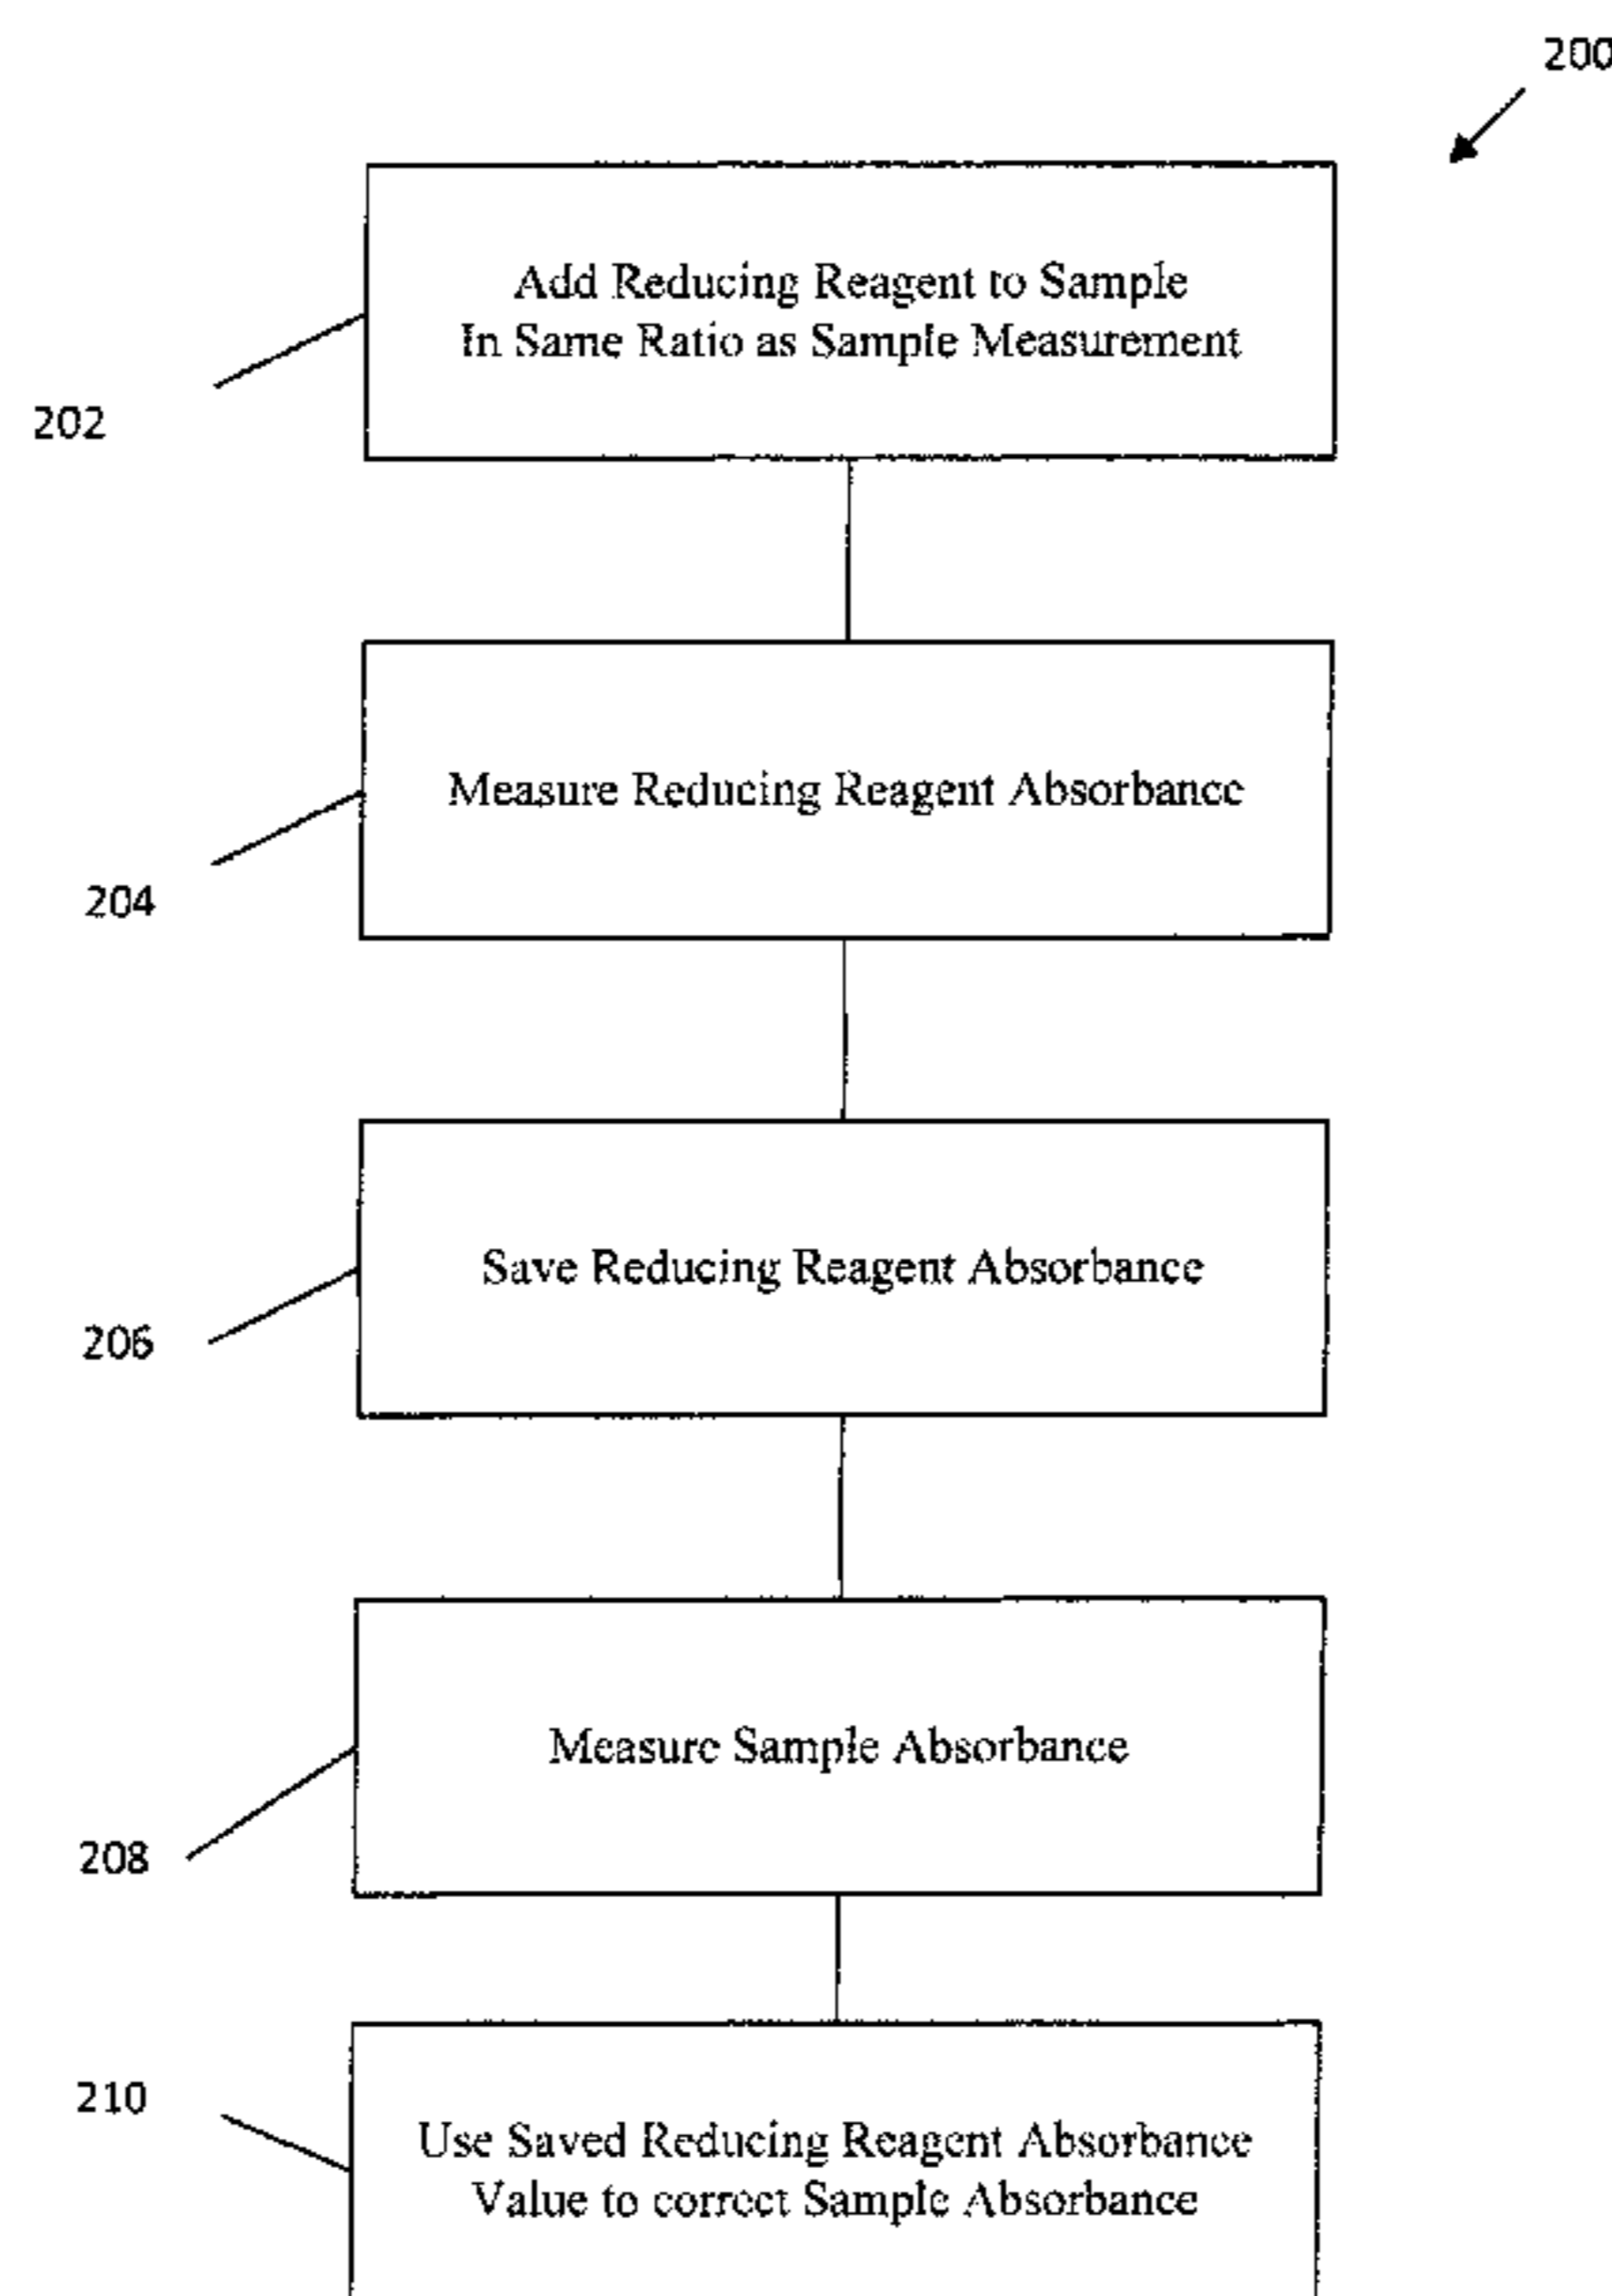 200
Add Reducing Reagent to Sample
In Same Ratio as Sample Measurement
202
Measure Reducing Reagent Absorbance
204
Save Reducing Reagent Absorbance
206
Measure Sample Absorbance
208
210
Use Saved Reducing Reagent Absorbance
Value to correct Sample Absorbance